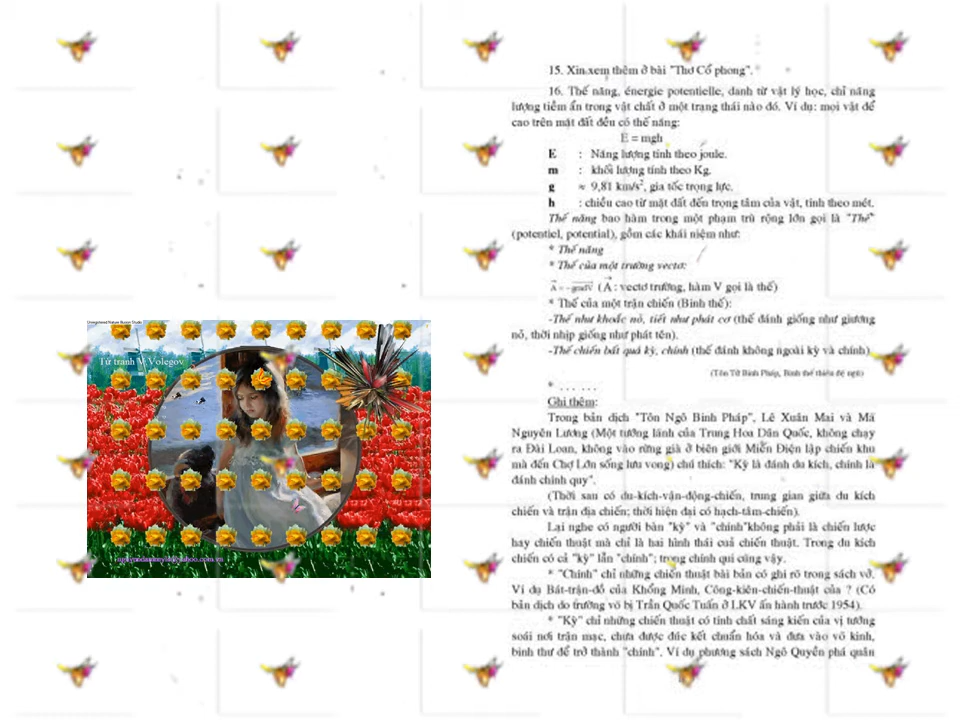 15. Xin xem thêm ở bài "Thơ Cổ phong".
16. Thế năng, énergie potentielle, danh từ vật lý học, chỉ năng
lượng tiềm ẩn trong vật chất ở một trạng thái nào đó. Ví dụ: mọi vật để
cao trên mặt đất đều có thế năng:
E = mgh
E : Năng lượng tính theo joule.
m : khối lượng tính theo Kg.
g ≈ 9,81 km/s², gia tốc trọng lực.
h : chiều cao từ mặt đất đến trọng tâm của vật, tính theo mét.
Thế năng bao hàm trong một phạm trù rộng lớn gọi là "Thế"
(potentiel, potential), gồm các khái niệm như:
* Thế năng
* Thế của một trường vectơ:
A = -gradV (A : vectơ trường, hàm V gọi là thế)
* Thế của một trận chiến (Binh thế):
-Thế như khoắc nỏ, tiết như phát cơ (thế đánh giống như giương
nỏ, thời nhịp giống như phát tên).
-Thế chiến bất quá kỳ, chính (thế đánh không ngoài kỳ và chính)
(Tôn Tử Binh Pháp, Binh thế thiên đệ ngũ)
* ... ...
Ghi thêm:
Trong bản dịch "Tôn Ngô Binh Pháp", Lê Xuân Mai và Mã
Nguyên Lương (Một tướng lãnh của Trung Hoa Dân Quốc, không chạy
ra Đài Loan, không vào rừng già ở biên giới Miến Điện lập chiến khu
mà đến Chợ Lớn sống lưu vong) chú thích: "Kỳ là đánh du kích, chính là
đánh chính quy".
(Thời sau có du-kích-vận-động-chiến, trung gian giữa du kích
chiến và trận địa chiến; thời hiện đại có hạch-tâm-chiến).
Lại nghe có người bàn "kỳ" và "chính"không phải là chiến lược
hay chiến thuật mà chỉ là hai hình thái cuả chiến thuật. Trong du kích
chiến có cả "kỳ" lẫn "chính"; trong chính qui cũng vậy.
* "Chính" chỉ những chiến thuật bài bản có ghi rõ trong sách vở.
Ví dụ Bát-trận-đồ của Khổng Minh, Công-kiên-chiến-thuật của ? (Có
bản dịch do trường võ bị Trần Quốc Tuấn ở LKV ấn hành trước 1954).
* "Kỳ" chỉ những chiến thuật có tính chất sáng kiến của vị tướng
soái nơi trận mạc, chưa được đúc kết chuẩn hóa và đưa vào võ kinh,
binh thư để trở thành "chính". Ví dụ phương sách Ngô Quyền phá quân
Unregistered Nature Illusion Studio
Từ tranh V.Volegov